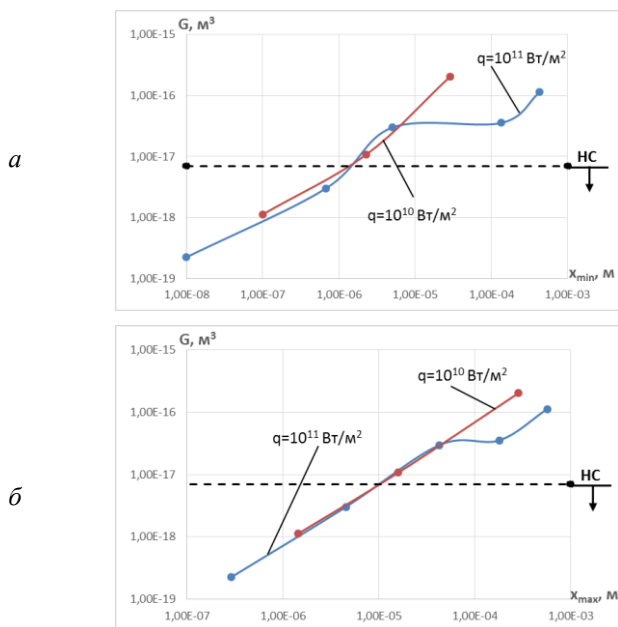 а
G, м³
1,00E-15
1,00E-16
1,00E-17
1,00E-18
1,00E-19
q=10¹¹ Вт/м²
q=10¹⁰ Вт/м²
НС
xmin, м
1,00E-08
1,00E-07
1,00E-06
1,00E-05
1,00E-04
1,00E-03
б
G, м³
1,00E-15
1,00E-16
1,00E-17
1,00E-18
1,00E-19
q=10¹⁰ Вт/м²
q=10¹¹ Вт/м²
НС
xmax, м
1,00E-07
1,00E-06
1,00E-05
1,00E-04
1,00E-03